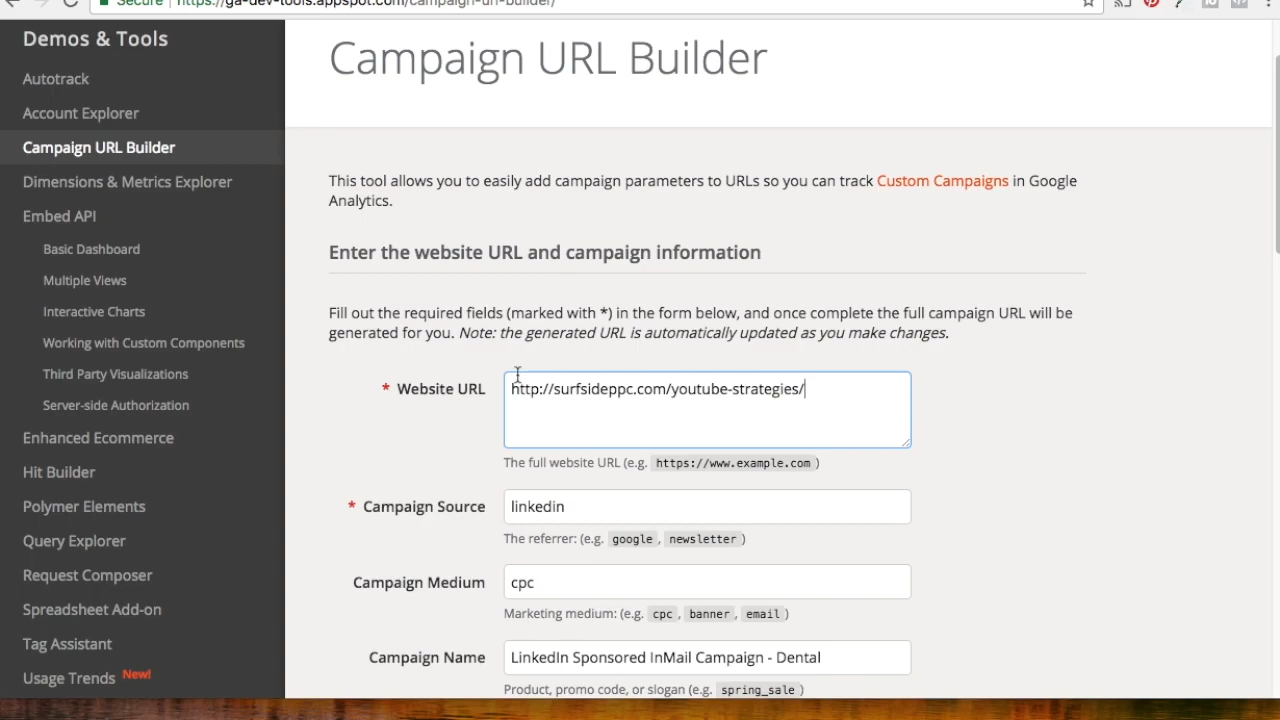 Secure https://ga-dev-tools.appspot.com/campaign-url-builder/
Demos & Tools
Autotrack
Account Explorer
Campaign URL Builder
Dimensions & Metrics Explorer
Embed API
Basic Dashboard
Multiple Views
Interactive Charts
Working with Custom Components
Third Party Visualizations
Server-side Authorization
Enhanced Ecommerce
Hit Builder
Polymer Elements
Query Explorer
Request Composer
Spreadsheet Add-on
Tag Assistant
Usage Trends New!
Campaign URL Builder
This tool allows you to easily add campaign parameters to URLs so you can track Custom Campaigns in Google
Analytics.
Enter the website URL and campaign information
Fill out the required fields (marked with *) in the form below, and once complete the full campaign URL will be
generated for you. Note: the generated URL is automatically updated as you make changes.
* Website URL http://surfsideppc.com/youtube-strategies/
The full website URL (e.g. https://www.example.com )
* Campaign Source linkedin
The referrer: (e.g. google , newsletter )
Campaign Medium cpc
Marketing medium: (e.g. cpc , banner , email )
Campaign Name LinkedIn Sponsored InMail Campaign - Dental
Product, promo code, or slogan (e.g. spring_sale )